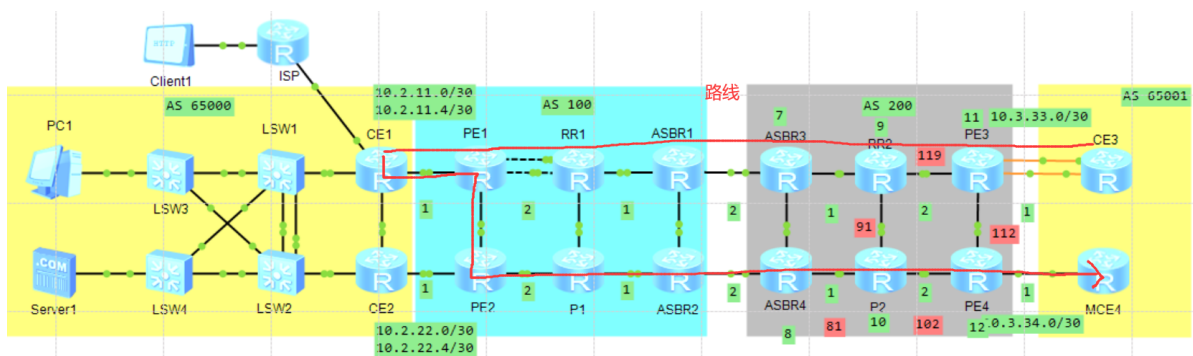 HTTP
Client1
ISP
路线
AS 65000
10.2.11.0/30
10.2.11.4/30
AS 100
AS 200
AS 65001
PC1
LSW1
CE1
PE1
RR1
ASBR1
7
ASBR3
9
RR2
11
PE3
10.3.33.0/30
CE3
119
LSW3
1
2
1
2
1
2
1
91
112
.COM
Server1
LSW4
LSW2
CE2
1
PE2
2
P1
1
ASBR2
2
ASBR4
1
P2
2
PE4
1
MCE4
10.2.22.0/30
10.2.22.4/30
8
81
10
102
12
10.3.34.0/30